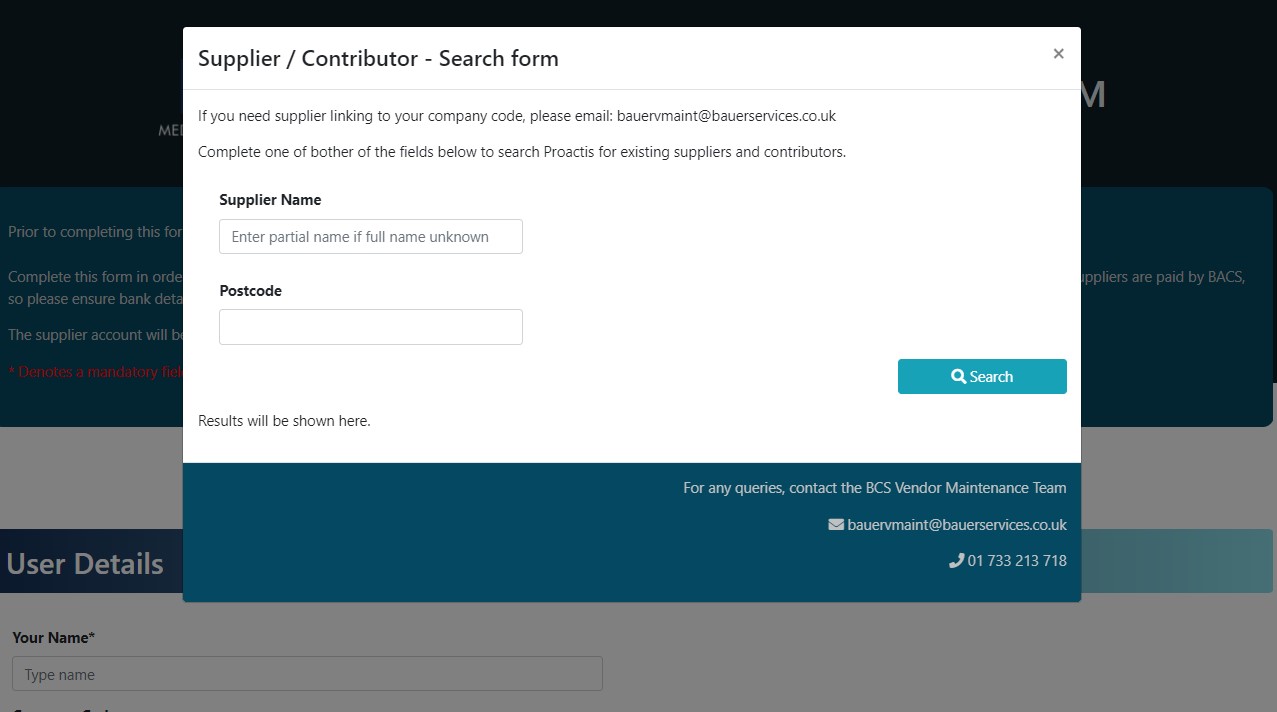 Supplier / Contributor - Search form
×
M
If you need supplier linking to your company code, please email: bauervmaint@bauerservices.co.uk
Complete one of bother of the fields below to search Proactis for existing suppliers and contributors.
Supplier Name
Enter partial name if full name unknown
Postcode
Search
Results will be shown here.
For any queries, contact the BCS Vendor Maintenance Team
bauervmaint@bauerservices.co.uk
01 733 213 718
Prior to completing this for
Complete this form in orde
uppliers are paid by BACS,
so please ensure bank deta
The supplier account will be
* Denotes a mandatory fiel
User Details
Your Name*
Type name